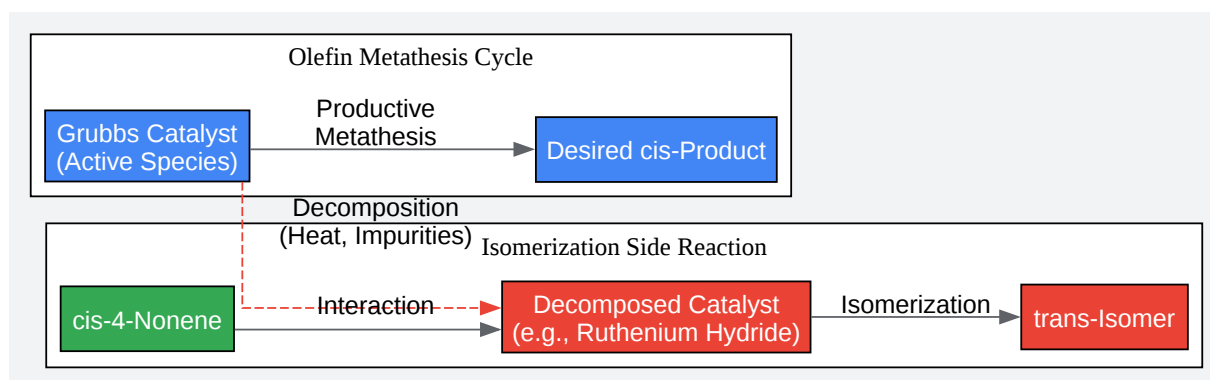 Olefin Metathesis Cycle
Grubbs Catalyst
(Active Species)
Productive
Metathesis
Desired cis-Product
Decomposition
(Heat, Impurities)
Isomerization Side Reaction
cis-4-Nonene
Interaction
Decomposed Catalyst
(e.g., Ruthenium Hydride)
Isomerization
trans-Isomer